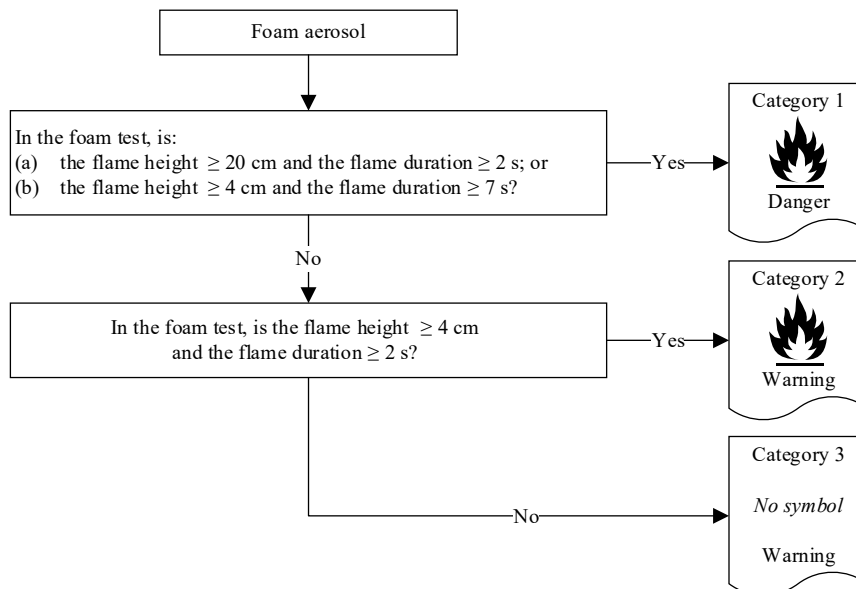 Foam aerosol
In the foam test, is:
(a) the flame height ≥ 20 cm and the flame duration ≥ 2 s; or
(b) the flame height ≥ 4 cm and the flame duration ≥ 7 s?
Yes
Category 1
Danger
No
In the foam test, is the flame height ≥ 4 cm
and the flame duration ≥ 2 s?
Yes
Category 2
Warning
No
Category 3
No symbol
Warning